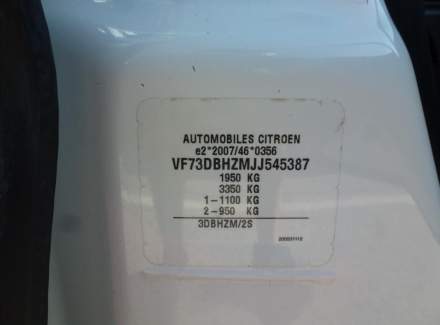 AUTOMOBILES CITROEN
e2*2007/46*0356
VF73DBHZMJJ545387
1950 KG
3350 KG
1-1100 KG
2-950 KG
3DBHZM/2S